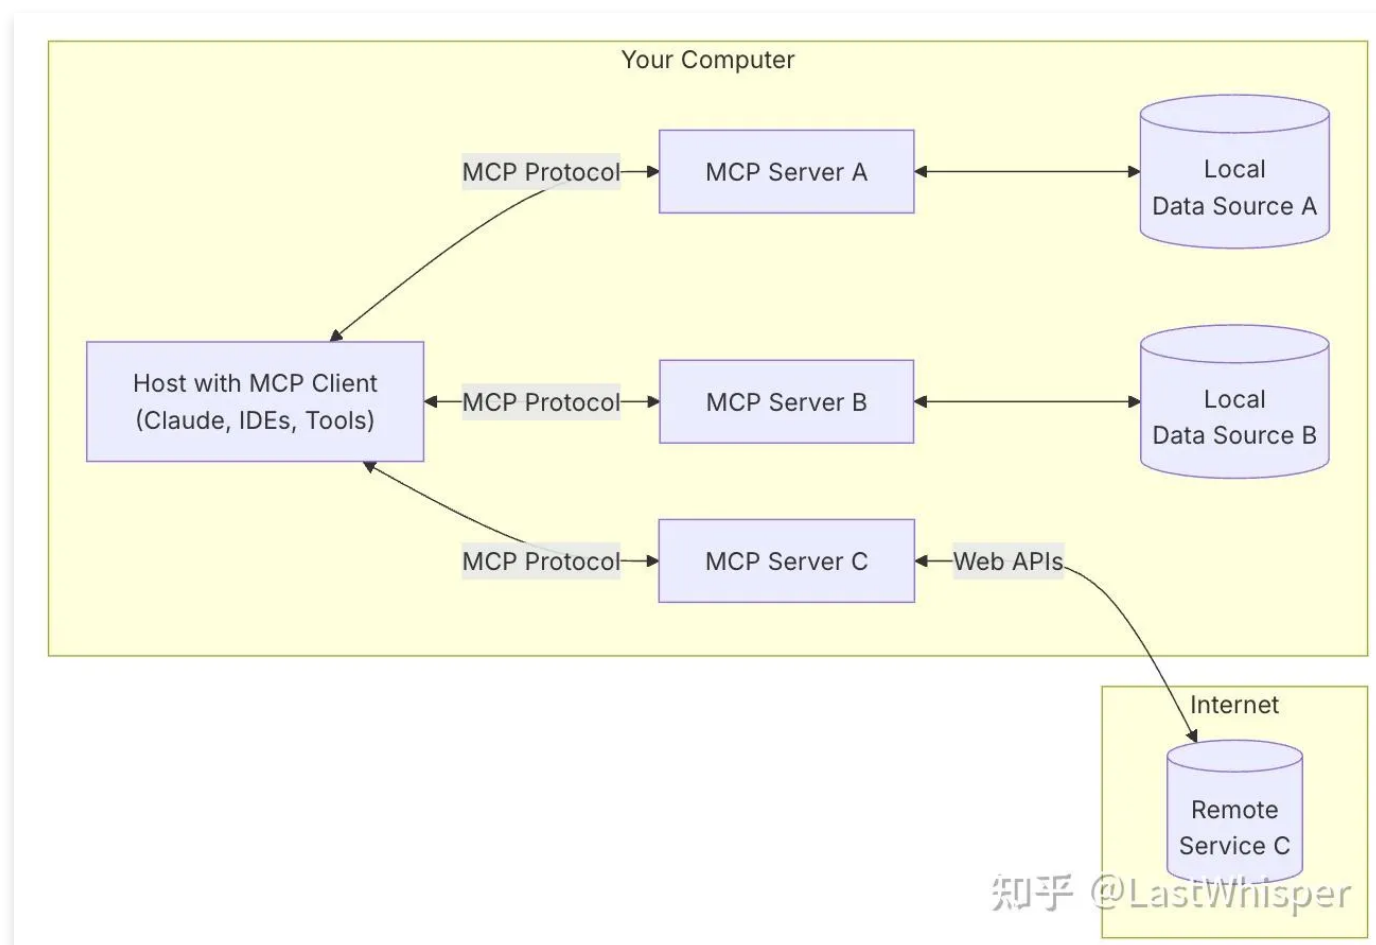 Your Computer
MCP Protocol
MCP Server A
Local
Data Source A
Host with MCP Client
(Claude, IDEs, Tools)
MCP Protocol
MCP Server B
Local
Data Source B
MCP Protocol
MCP Server C
Web APIs
Internet
Remote
Service C
知乎 @LastWhisper